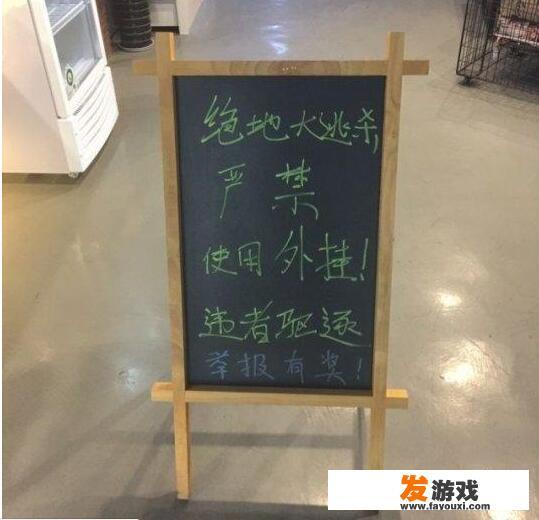 绝地大逃杀,
严禁
使用外挂!
违者驱逐
举报有奖!
发游戏
www.fayouxi.com